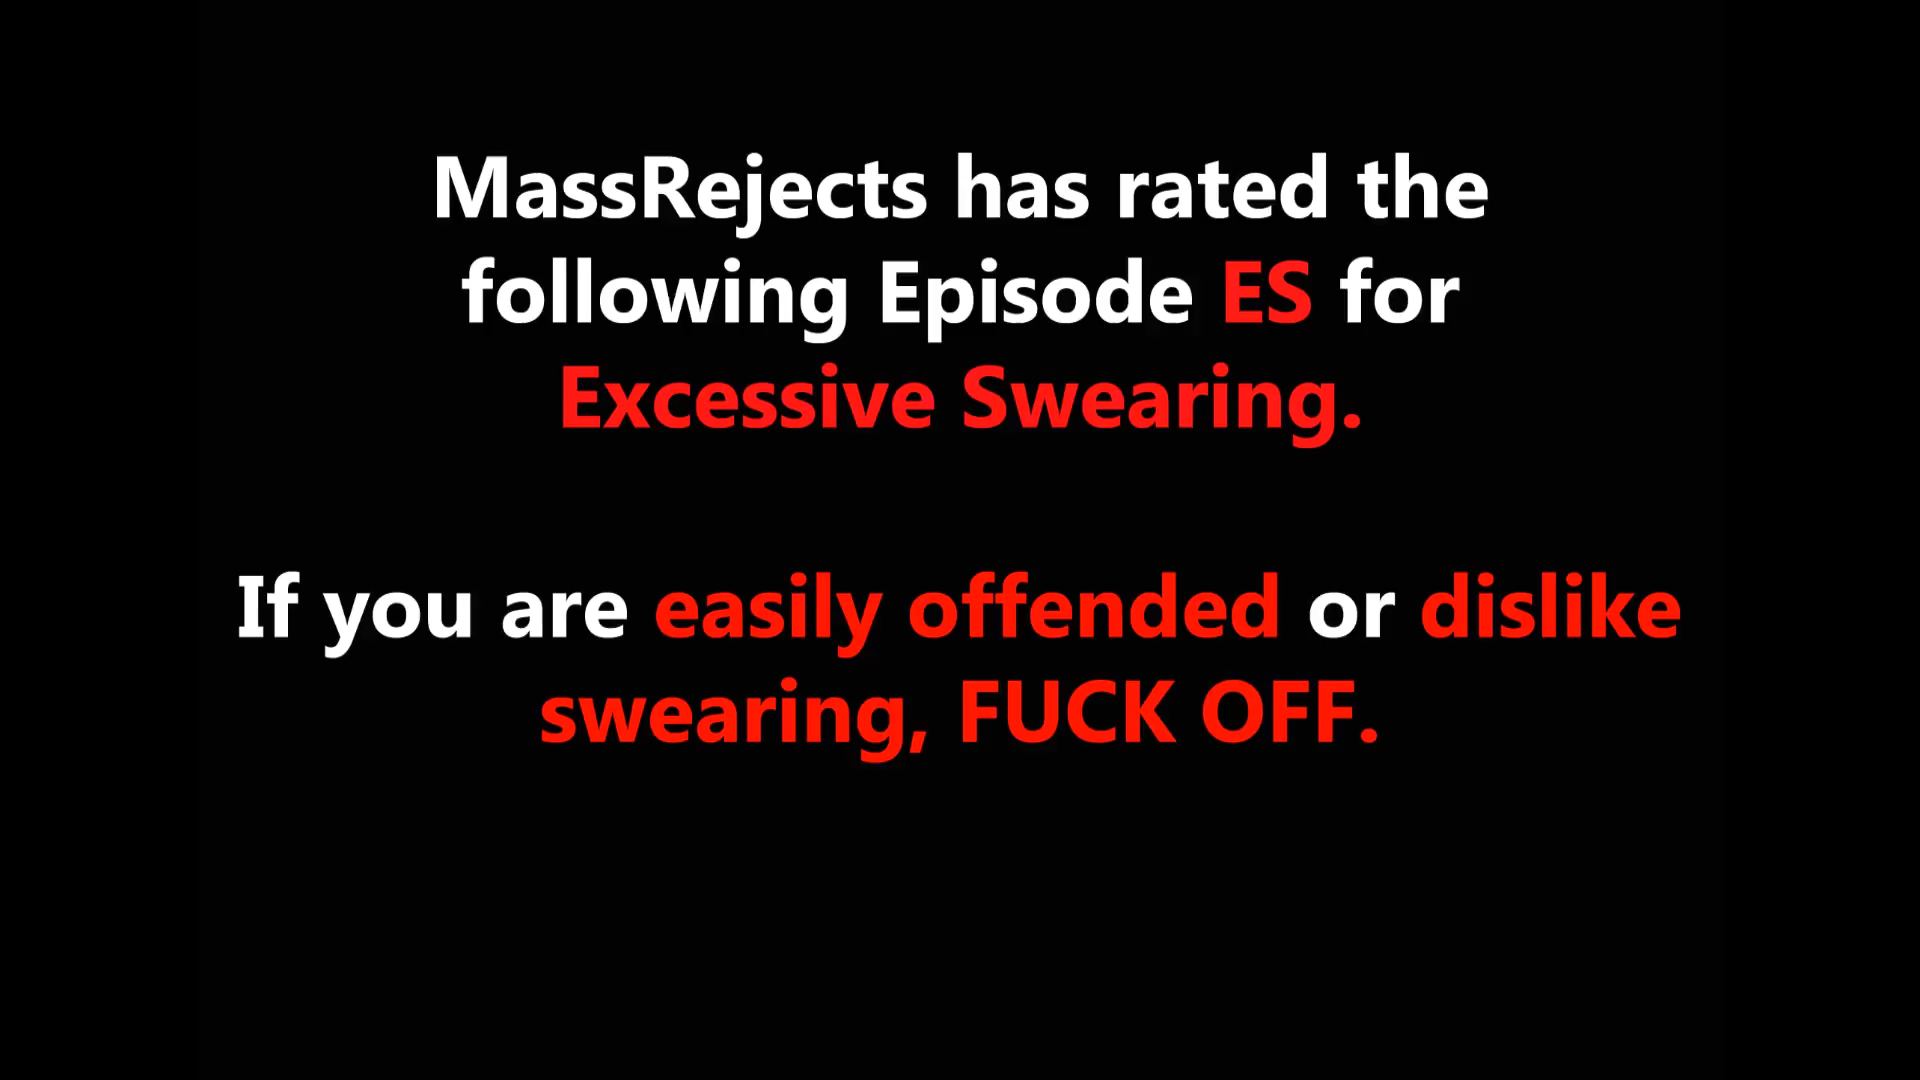 MassRejects has rated the
following Episode ES for
Excessive Swearing.
If you are easily offended or dislike
swearing, FUCK OFF.